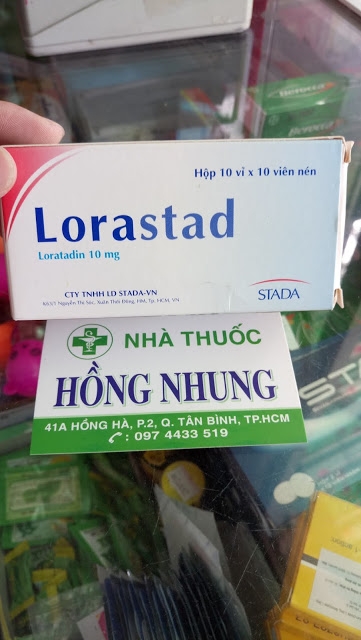 Hộp 10 vỉ x 10 viên nén
Lorastad
Loratadin 10 mg
CTY TNHH LD STADA-VN
STADA
NHÀ THUỐC
HỒNG NHUNG
41A HỒNG HÀ, P.2, Q. TÂN BÌNH, TP.HCM
: 097 4433 519